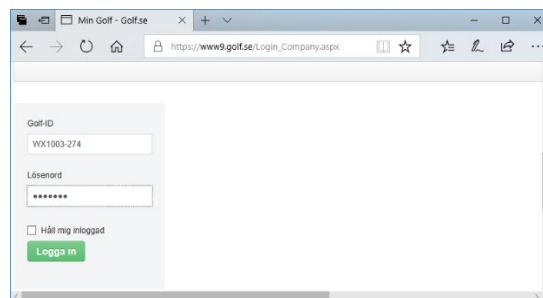 Min Golf - Golf.se
https://www9.golf.se/Login_Company.aspx
Golf-ID
WX1003-274
Lösenord
•••••••
Håll mig inloggad
Logga in